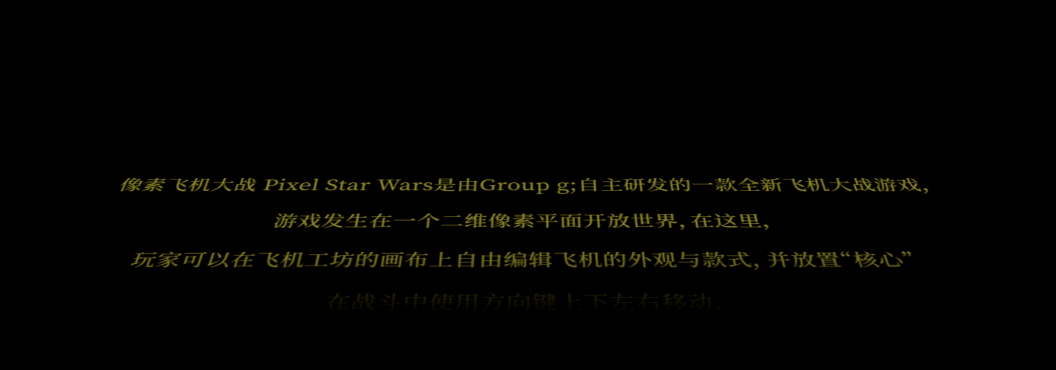 像素飞机大战 Pixel Star Wars是由Group g;自主研发的一款全新飞机大战游戏,
游戏发生在一个二维像素平面开放世界, 在这里,
玩家可以在飞机工坊的画布上自由编辑飞机的外观与款式, 并放置“核心”
在战斗中使用方向键上下左右移动,